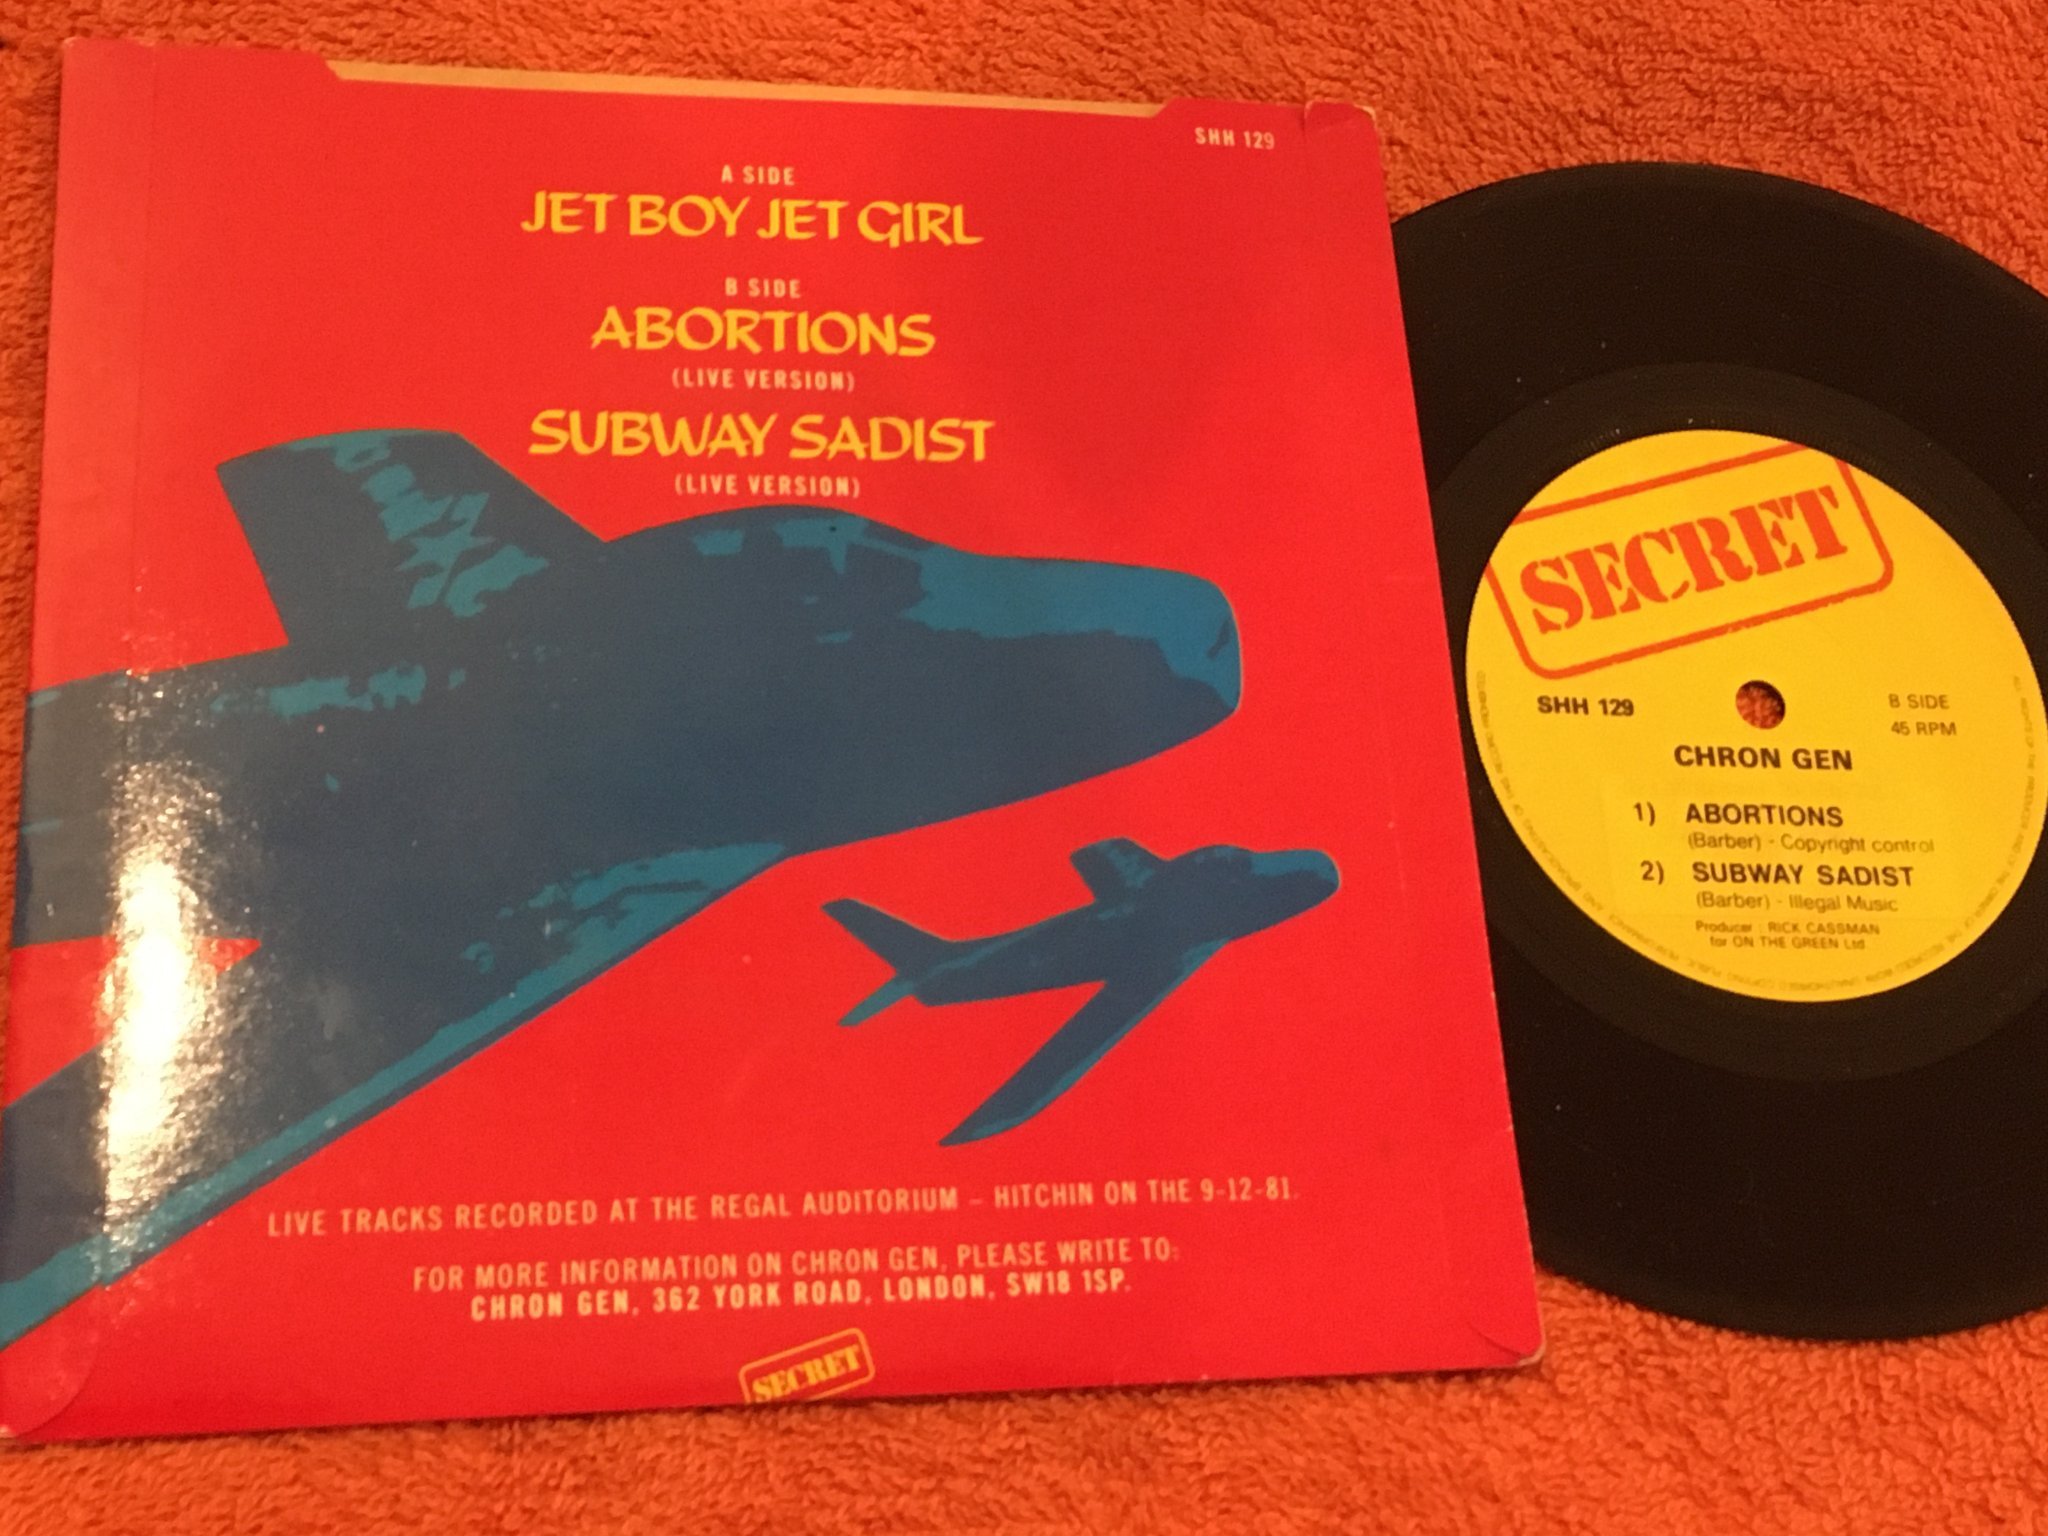 SHH 129
A SIDE
JET BOY JET GIRL
B SIDE
ABORTIONS
(LIVE VERSION)
SUBWAY SADIST
(LIVE VERSION)
LIVE TRACKS RECORDED AT THE REGAL AUDITORIUM – HITCHIN ON THE 9-12-81.
FOR MORE INFORMATION ON CHRON GEN, PLEASE WRITE TO:
CHRON GEN, 362 YORK ROAD, LONDON, SW18 1SP.
SECRET
SECRET
SHH 129
B SIDE
45 RPM
CHRON GEN
1) ABORTIONS
(Barber) - Copyright control
2) SUBWAY SADIST
(Barber) - Illegal Music
Producer : RICK CASSMAN
for ON THE GREEN Ltd